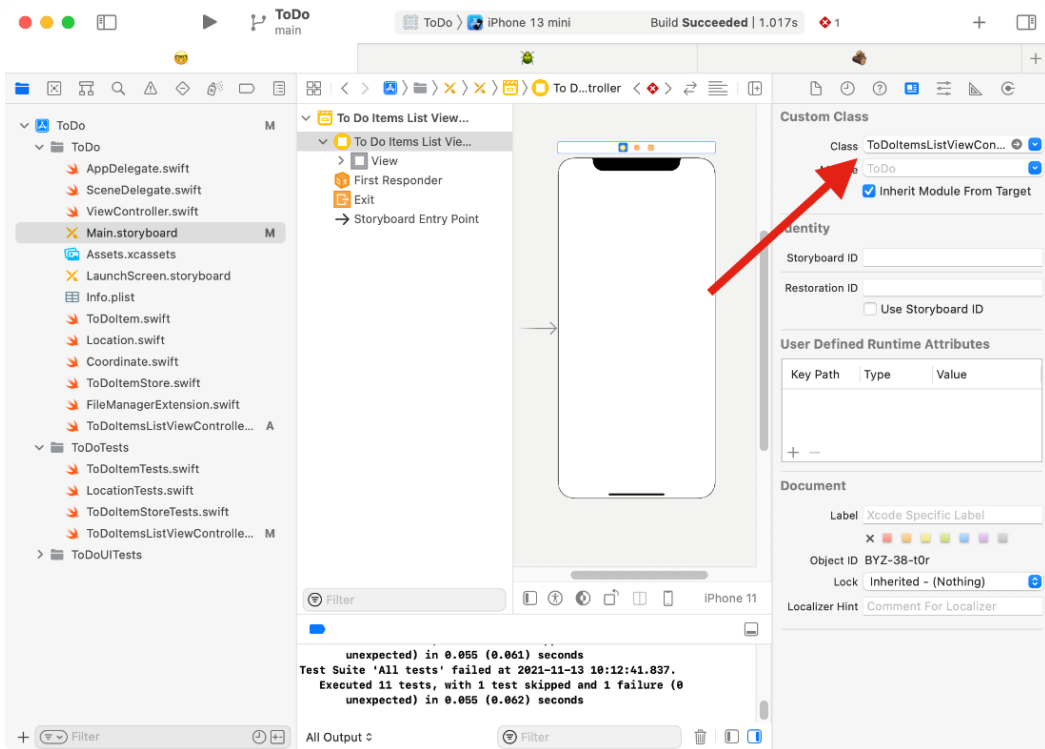 ToDo
main
ToDo
iPhone 13 mini
Build Succeeded | 1.017s
1
To D...troller
ToDo
M
ToDo
AppDelegate.swift
SceneDelegate.swift
ViewController.swift
Main.storyboard
M
Assets.xcassets
LaunchScreen.storyboard
Info.plist
ToDoItem.swift
Location.swift
Coordinate.swift
ToDoItemStore.swift
FileManagerExtension.swift
ToDoItemsListViewControlle...
A
ToDoTests
ToDoItemTests.swift
LocationTests.swift
ToDoItemStoreTests.swift
ToDoItemsListViewControlle...
M
ToDoUITests
Filter
To Do Items List View...
To Do Items List Vie...
View
First Responder
Exit
Storyboard Entry Point
Filter
iPhone 11
unexpected) in 0.055 (0.061) seconds
Test Suite 'All tests' failed at 2021-11-13 10:12:41.837.
Executed 11 tests, with 1 test skipped and 1 failure (0
unexpected) in 0.055 (0.062) seconds
All Output
Filter
Custom Class
Class
ToDoItemsListViewCon...
ToDo
Inherit Module From Target
Storyboard ID
Restoration ID
Use Storyboard ID
User Defined Runtime Attributes
Key Path
Type
Value
Document
Label
Xcode Specific Label
Object ID
BYZ-38-t0r
Lock
Inherited - (Nothing)
Localizer Hint
Comment For Localizer